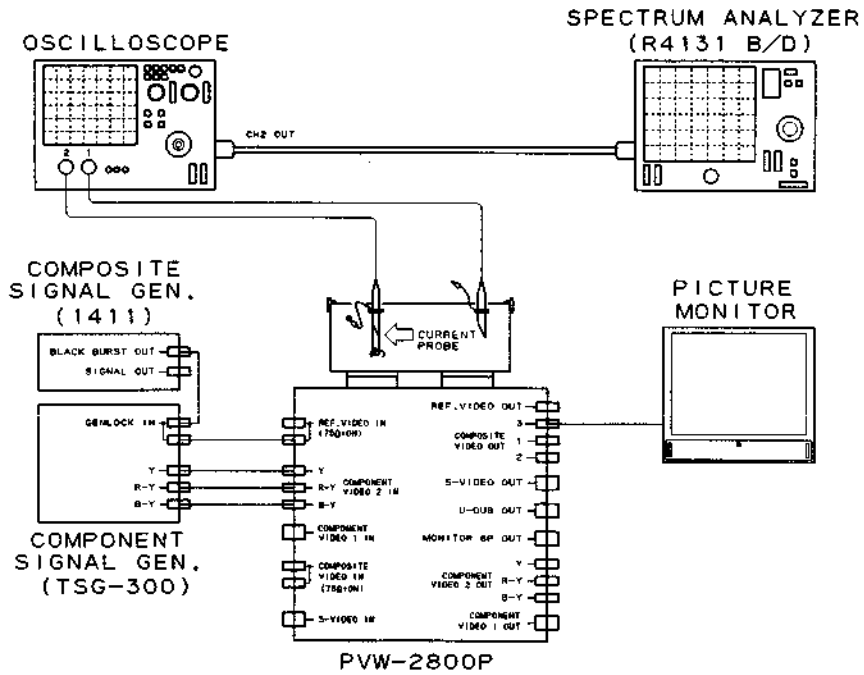 OSCILLOSCOPE
SPECTRUM ANALYZER
(R4131 B/D)
CH2 OUT
2 1
COMPOSITE
SIGNAL GEN.
(1411)
BLACK BURST OUT
SIGNAL OUT
GENLOCK IN
Y
R-Y
B-Y
COMPONENT
SIGNAL GEN.
(TSG-300)
CURRENT
PROBE
PICTURE
MONITOR
REF.VIDEO IN
(75Ω:ON)
Y
R-Y
B-Y
COMPONENT
VIDEO 2 IN
COMPONENT
VIDEO 1 IN
COMPOSITE
VIDEO IN
(75Ω:ON)
S-VIDEO IN
REF.VIDEO OUT
3
COMPOSITE
VIDEO OUT
1
2
S-VIDEO OUT
U-DUB OUT
MONITOR 8P OUT
COMPONENT
VIDEO 2 OUT
Y
R-Y
B-Y
COMPONENT
VIDEO 1 OUT
PVW-2800P